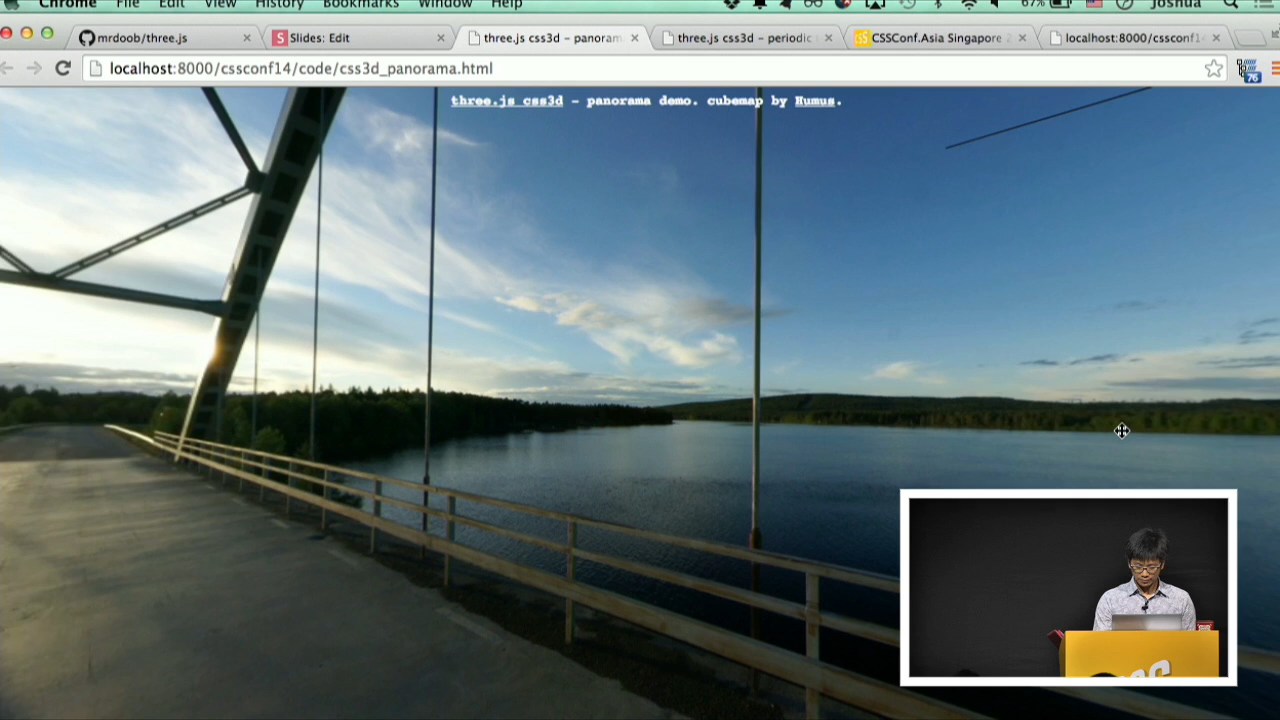 Chrome File Edit View History Bookmarks Window Help 67% Joshua
mrdoob/three.js Slides: Edit three.js css3d – panoram three.js css3d – periodic CSSConf.Asia Singapore 2 localhost:8000/cssconf1
localhost:8000/cssconf14/code/css3d_panorama.html
76
three.js css3d - panorama demo. cubemap by Humus.